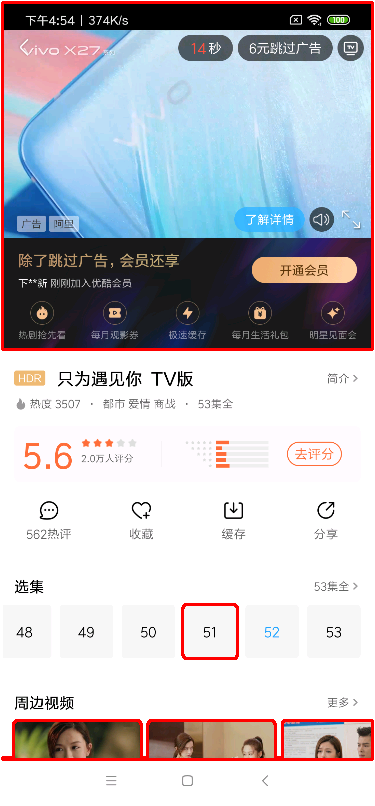 下午4:54 | 374K/s 100
vivo X27 14秒 6元跳过广告 TV
广告 阿里 了解详情
除了跳过广告，会员还享
下**新 刚刚加入优酷会员
开通会员
热剧抢先看 每月观影券 极速缓存 每月生活礼包 明星见面会
HDR 只为遇见你 TV版 简介 >
热度 3507 · 都市 爱情 商战 · 53集全
5.6 2.0万人评分 去评分
562热评 收藏 缓存 分享
选集 53集全 >
48 49 50 51 52 53
周边视频 更多 >